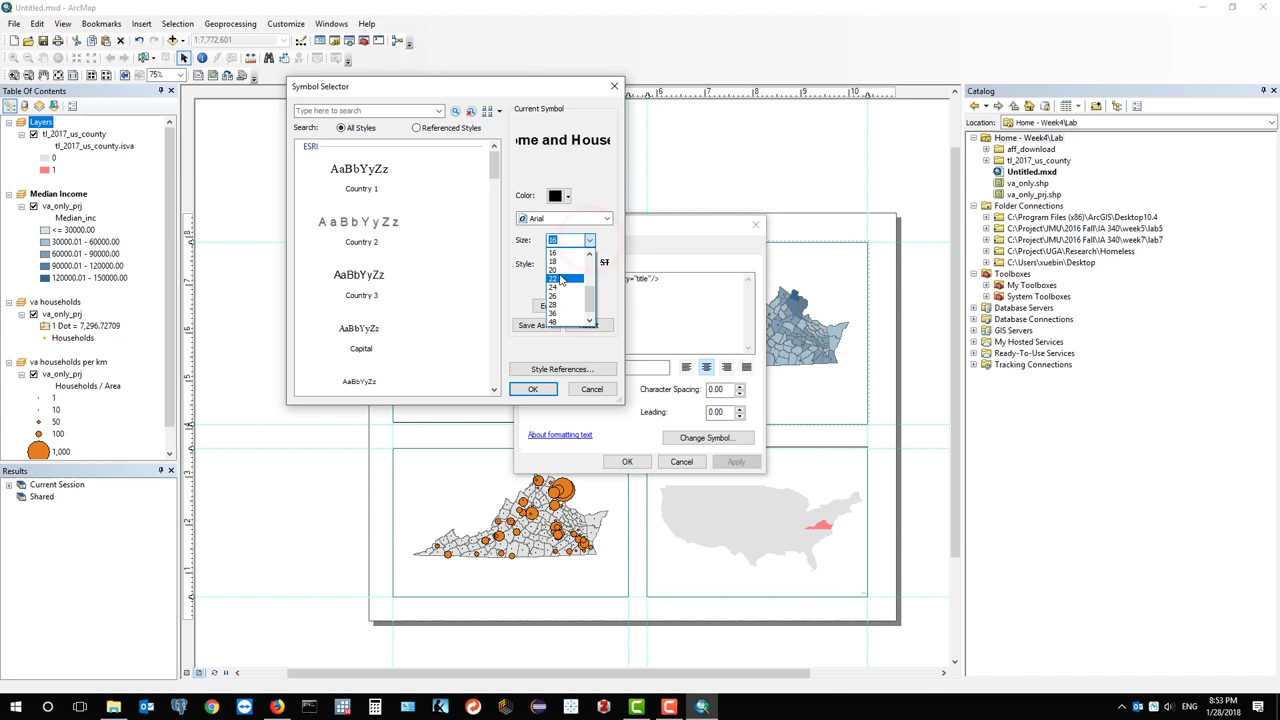 Untitled.mxd - ArcMap
File Edit View Bookmarks Insert Selection Geoprocessing Customize Windows Help
1:7,772,601
75%
Table Of Contents
Layers
tl_2017_us_county
tl_2017_us_county.isva
0
1
Median Income
va_only_prj
Median_inc
<= 30000.00
30000.01 - 60000.00
60000.01 - 90000.00
90000.01 - 120000.00
120000.01 - 150000.00
va households
va_only_prj
1 Dot = 7,296.72709
Households
va households per km
va_only_prj
Households / Area
1
10
50
100
1,000
Results
Current Session
Shared
Symbol Selector
Type here to search
Search: All Styles Referenced Styles
ESRI
AaBbYyZz
Country 1
AaBbYyZz
Country 2
AaBbYyZz
Country 3
AaBbYyZz
Capital
AaBbYyZz
Current Symbol
ome and House
Color:
Arial
Size:
16
18
20
22
24
26
28
36
48
Style:
ST
Save As
Style References...
OK Cancel
y="title"/>
Character Spacing: 0.00
Leading: 0.00
About formatting text
Change Symbol...
OK Cancel Apply
6 7 8 9 10
Catalog
Location: Home - Week4\Lab
Home - Week4\Lab
aff_download
tl_2017_us_county
Untitled.mxd
va_only.shp
va_only_prj.shp
Folder Connections
C:\Program Files (x86)\ArcGIS\Desktop10.4
C:\Project\JMU\2016 Fall\IA 340\week5\lab5
C:\Project\JMU\2016 Fall\IA 340\week7\lab7
C:\Project\UGA\Research\Homeless
C:\Users\xuebin\Desktop
Toolboxes
My Toolboxes
System Toolboxes
Database Servers
Database Connections
GIS Servers
My Hosted Services
Ready-To-Use Services
Tracking Connections
ENG
8:53 PM
1/28/2018